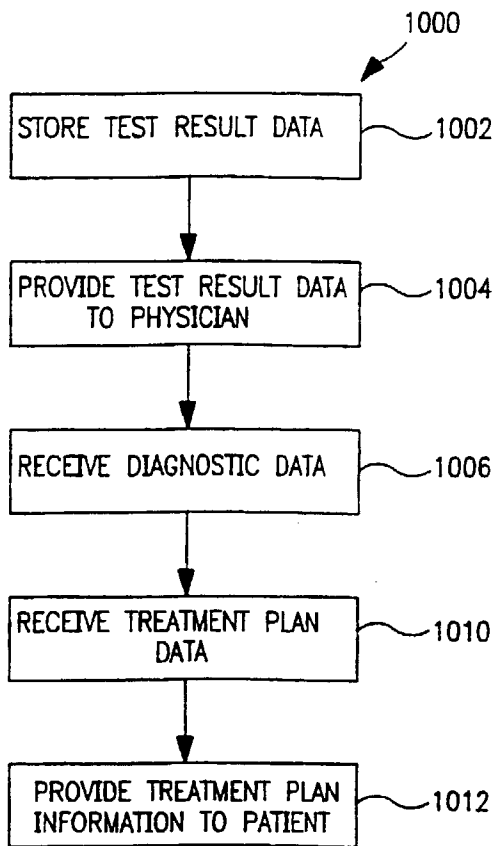 1000
STORE TEST RESULT DATA
1002
PROVIDE TEST RESULT DATA
TO PHYSICIAN
1004
RECEIVE DIAGNOSTIC DATA
1006
RECEIVE TREATMENT PLAN
DATA
1010
PROVIDE TREATMENT PLAN
INFORMATION TO PATIENT
1012